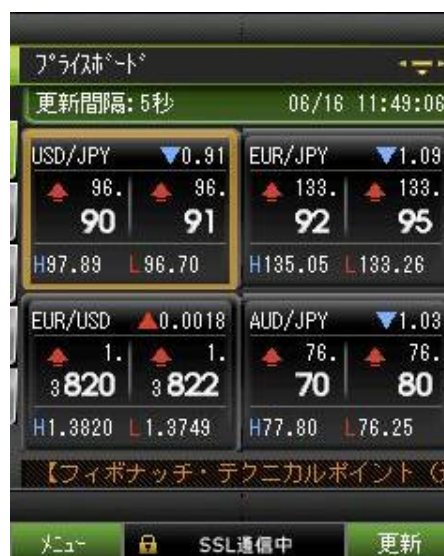 プライスボード
更新間隔:5秒 06/16 11:49:06
USD/JPY ▼0.91 EUR/JPY ▼1.09
96. 96. 133. 133.
90 91 92 95
H97.89 L96.70 H135.05 L133.26
EUR/USD ▲0.0018 AUD/JPY ▼1.03
1. 1. 76. 76.
3820 3822 70 80
H1.3820 L1.3749 H77.80 L76.25
【フィボナッチ・テクニカルポイント
メニュー SSL通信中 更新